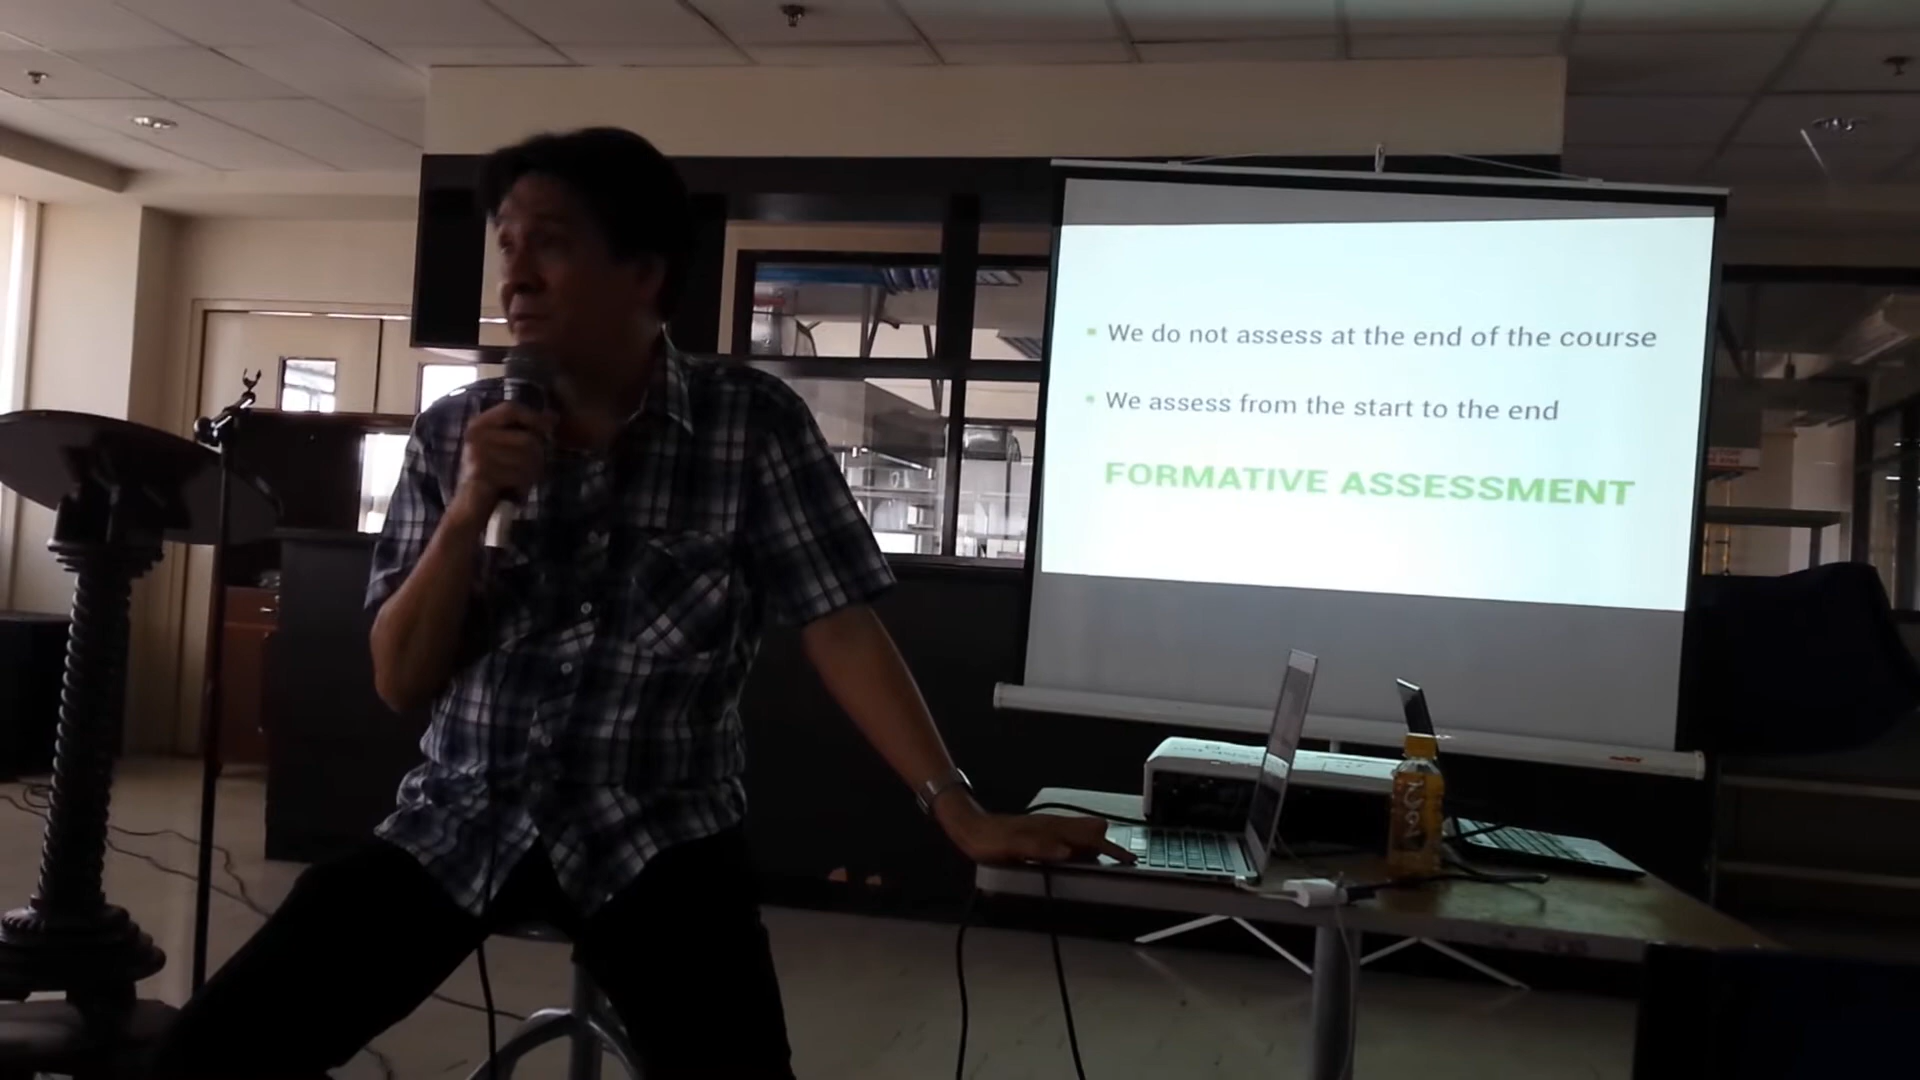 We do not assess at the end of the course
We assess from the start to the end
FORMATIVE ASSESSMENT